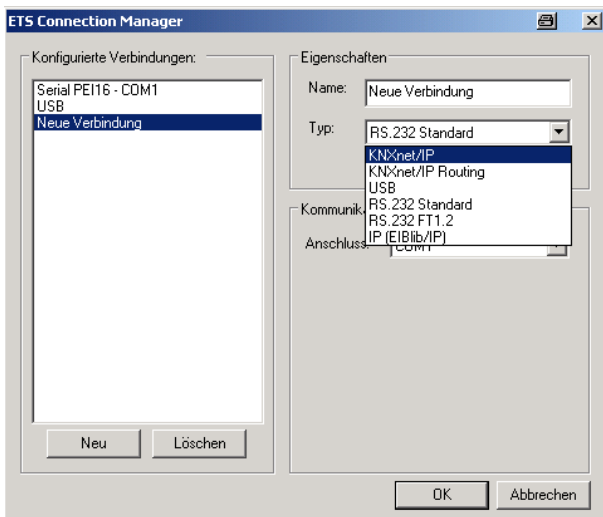 ETS Connection Manager
Konfigurierte Verbindungen:
Serial PEI16 - COM1
USB
Neue Verbindung
Neu
Löschen
Eigenschaften
Name:
Neue Verbindung
Typ:
RS.232 Standard
KNXnet/IP
KNXnet/IP Routing
USB
RS.232 Standard
RS.232 FT1.2
IP (EIBlib/IP)
Kommunik
Anschluss:
COM1
OK
Abbrechen